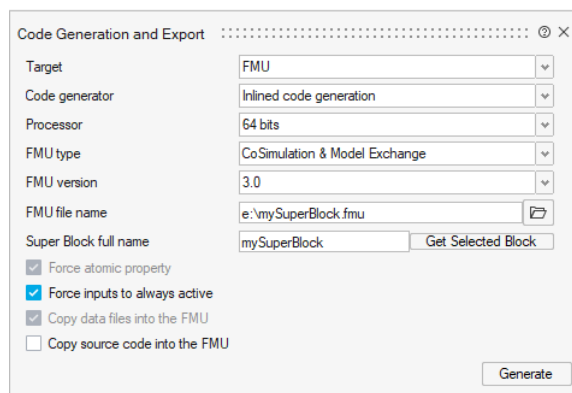 Code Generation and Export
Target FMU
Code generator Inlined code generation
Processor 64 bits
FMU type CoSimulation & Model Exchange
FMU version 3.0
FMU file name e:\mySuperBlock.fmu
Super Block full name mySuperBlock Get Selected Block
Force atomic property
Force inputs to always active
Copy data files into the FMU
Copy source code into the FMU
Generate